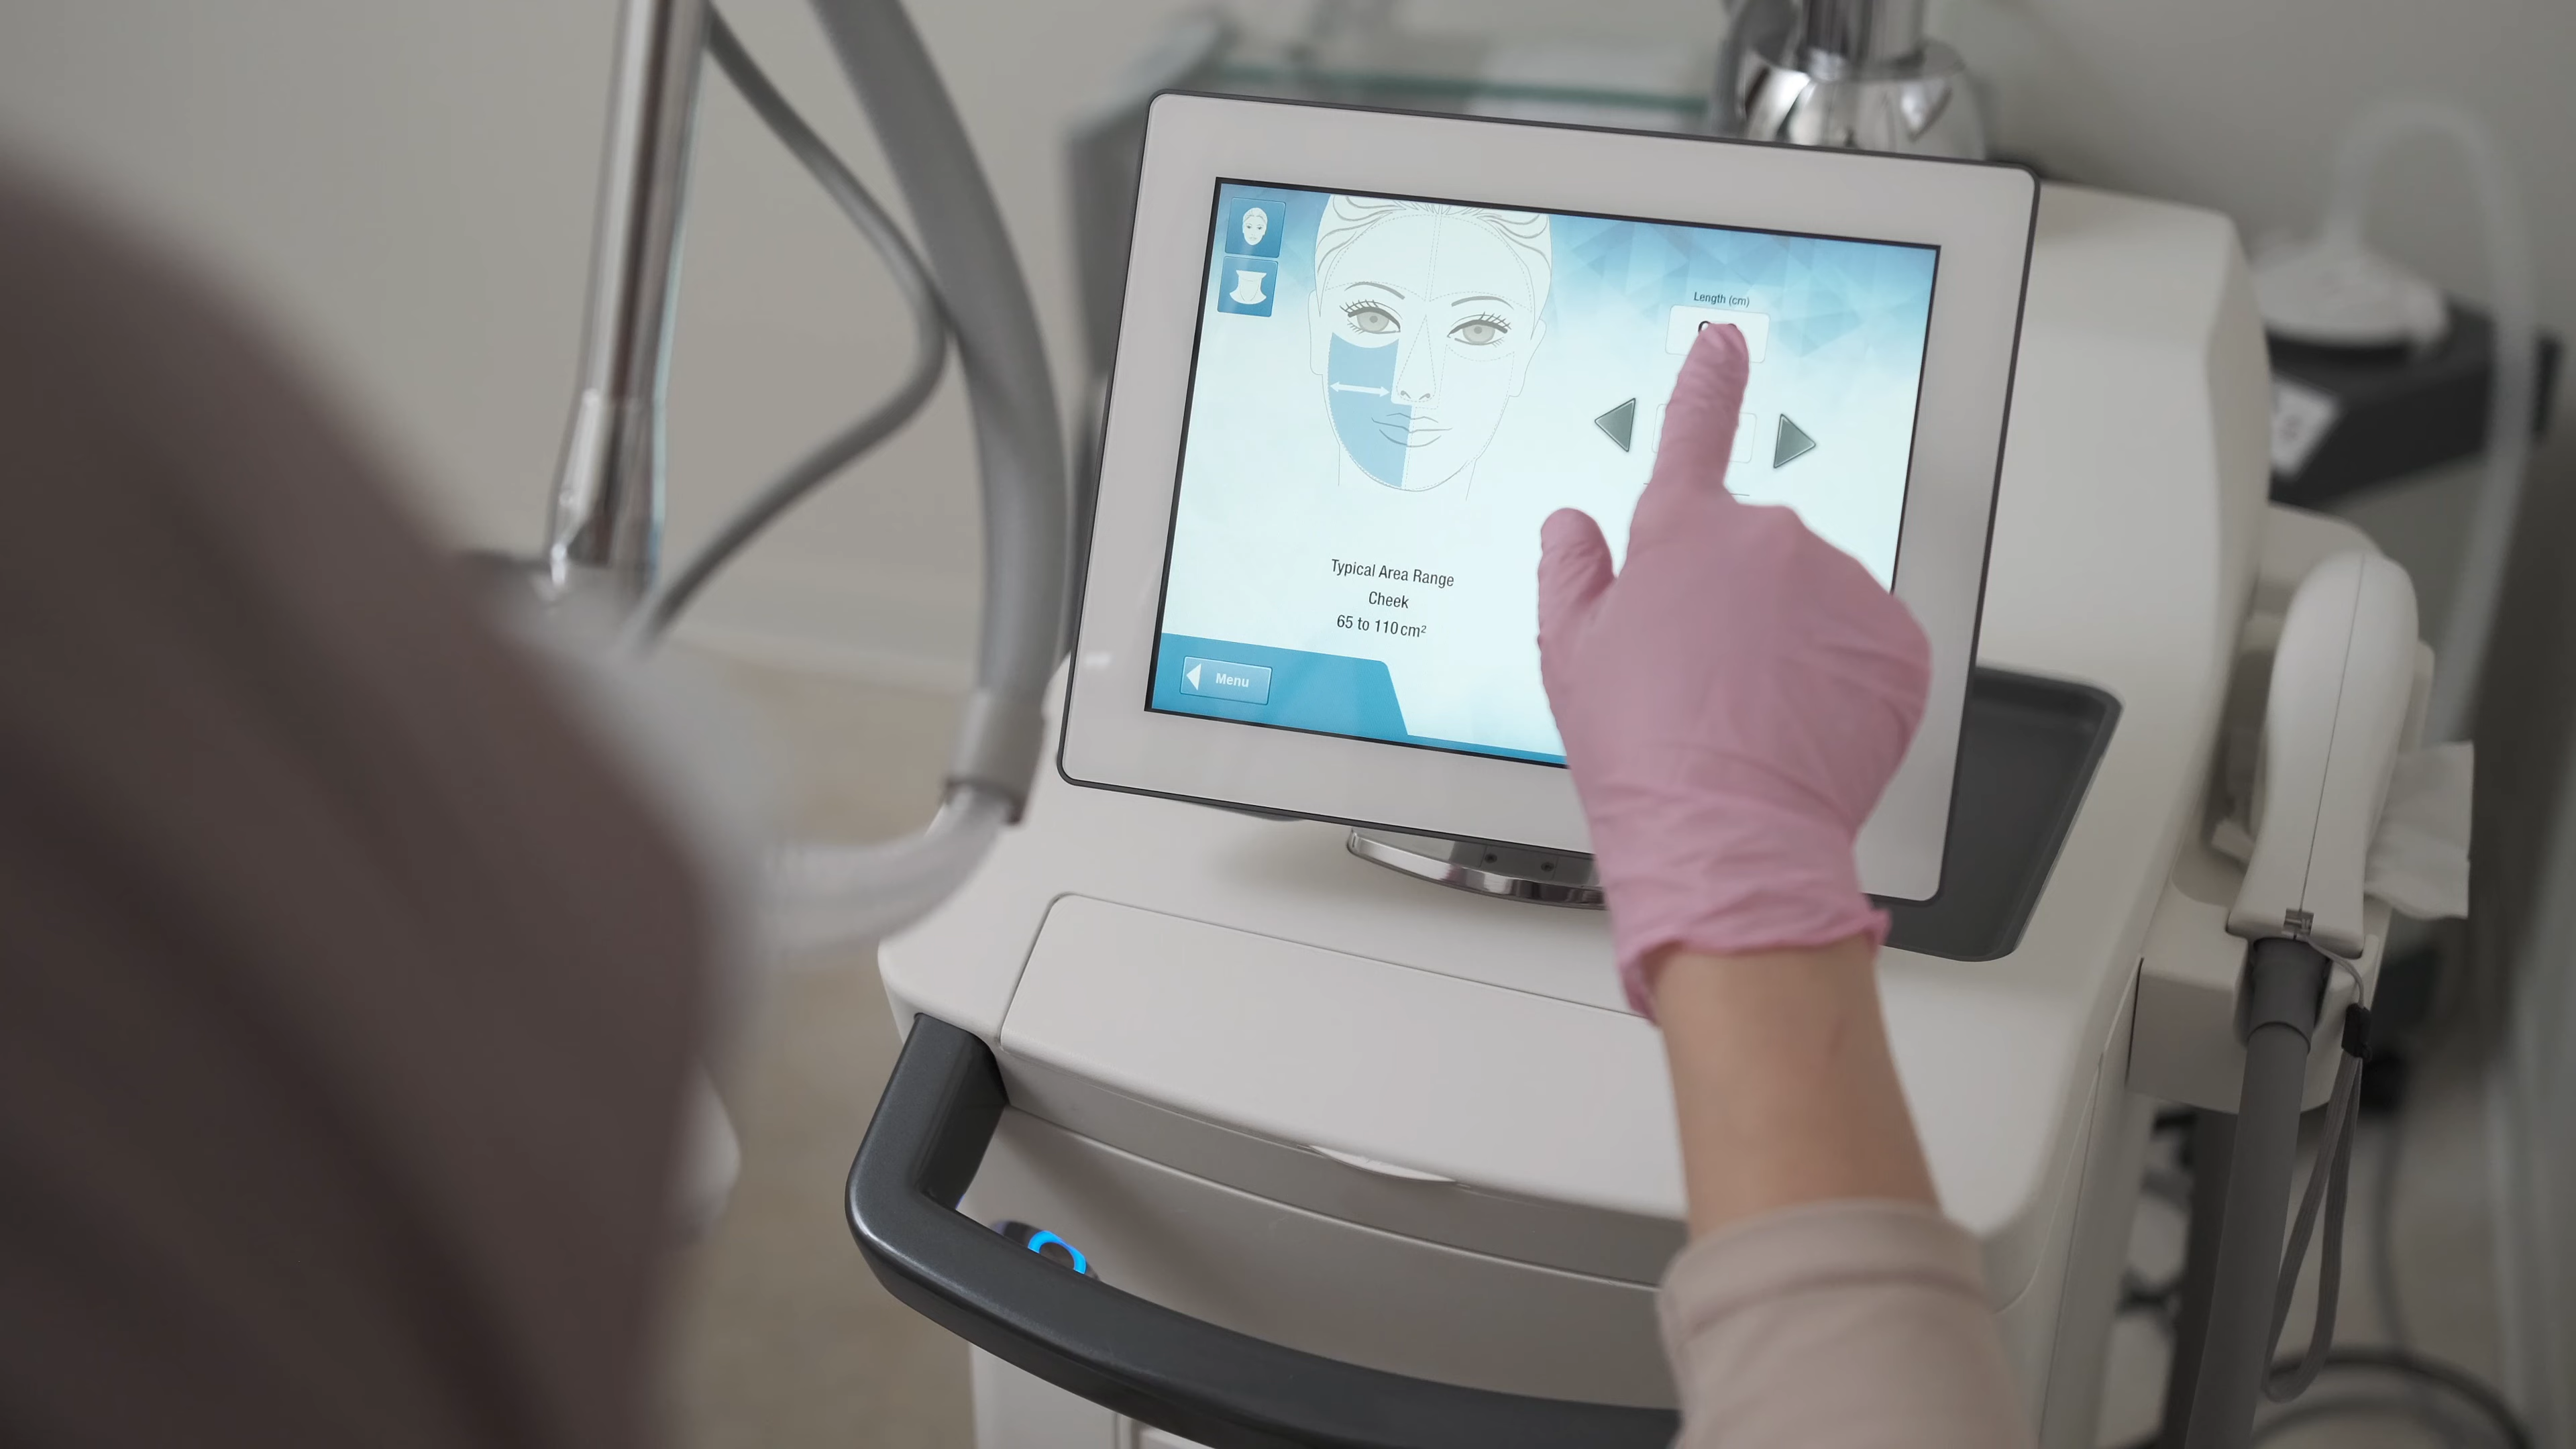 Length (cm)
Typical Area Range
Cheek
65 to 110 cm²
Menu